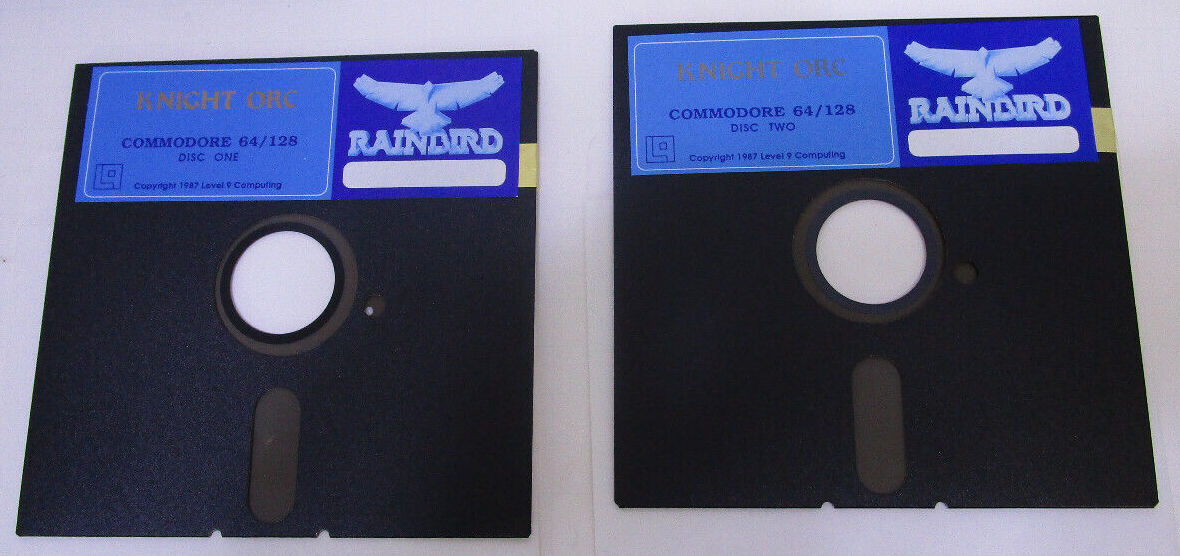 KNIGHT ORC
COMMODORE 64/128
DISC ONE
Copyright 1987 Level 9 Computing
RAINBIRD
KNIGHT ORC
COMMODORE 64/128
DISC TWO
Copyright 1987 Level 9 Computing
RAINBIRD